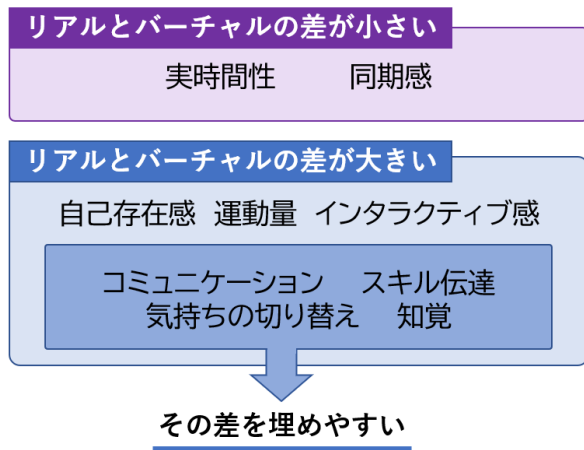 リアルとバーチャルの差が小さい
実時間性 同期感
リアルとバーチャルの差が大きい
自己存在感 運動量 インタラクティブ感
コミュニケーション スキル伝達
気持ちの切り替え 知覚
その差を埋めやすい